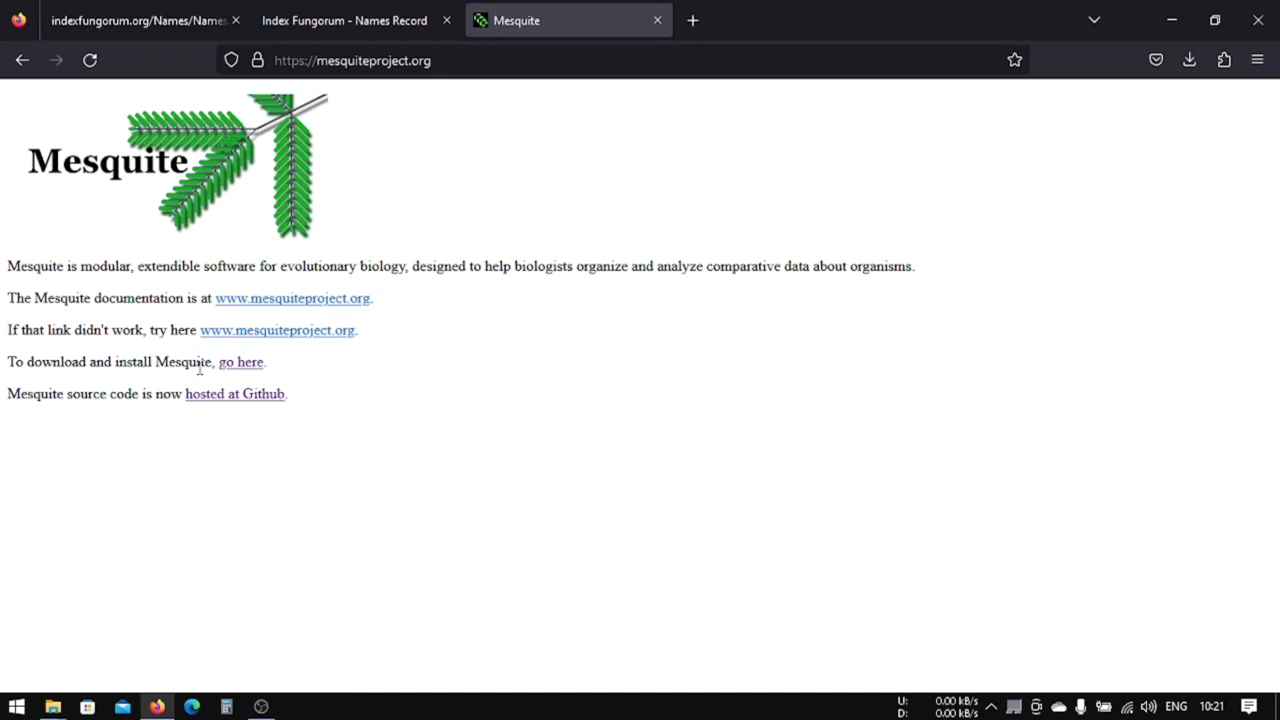 indexfungorum.org/Names/Names
Index Fungorum - Names Record
Mesquite
https://mesquiteproject.org
Mesquite
Mesquite is modular, extendible software for evolutionary biology, designed to help biologists organize and analyze comparative data about organisms.
The Mesquite documentation is at www.mesquiteproject.org.
If that link didn't work, try here www.mesquiteproject.org.
To download and install Mesquite, go here.
Mesquite source code is now hosted at Github.
U: 0.00 kB/s
D: 0.00 kB/s
ENG
10:21